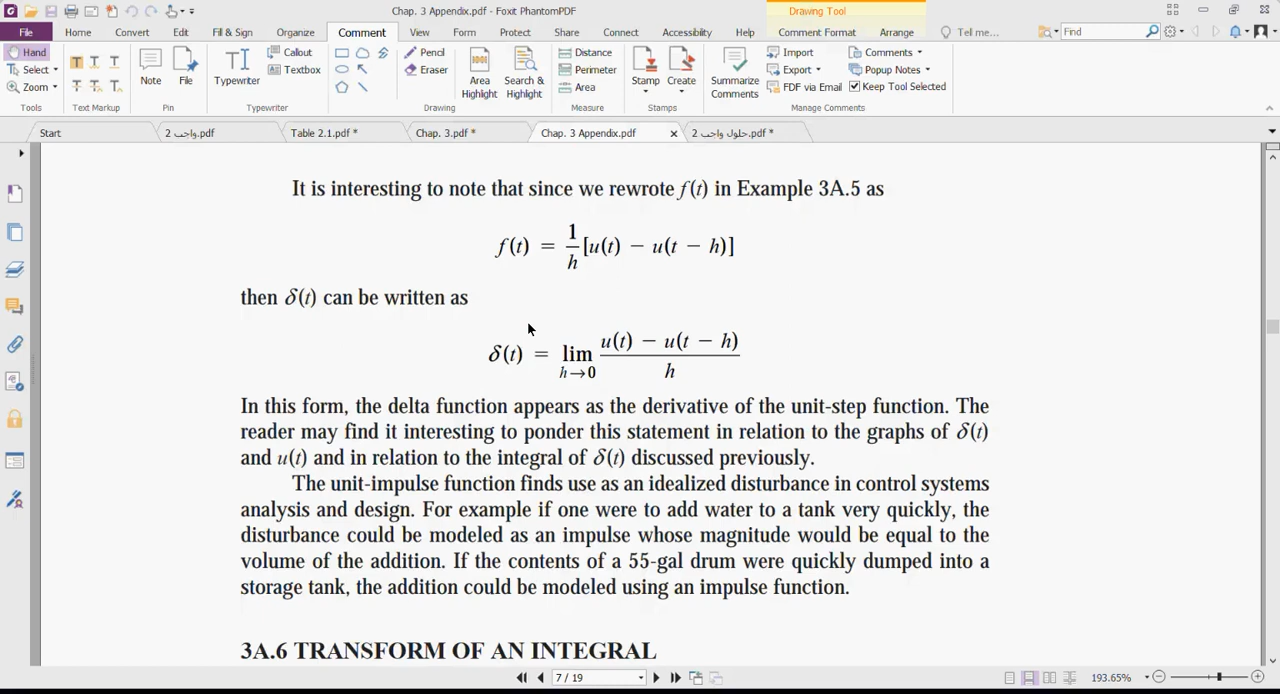 Chap. 3 Appendix.pdf - Foxit PhantomPDF
Drawing Tool
File Home Convert Edit Fill & Sign Organize Comment View Form Protect Share Connect Accessibility Help Comment Format Arrange Tell me... Find
Hand
Select
Zoom
Tools
T T T
T T T
Text Markup
Note
File
Pin
Typewriter
Callout
Textbox
Typewriter
Pencil
Eraser
Drawing
Area Highlight
Search & Highlight
Distance
Perimeter
Area
Measure
Stamp
Create
Stamps
Summarize Comments
Import
Export
FDF via Email
Comments
Popup Notes
Keep Tool Selected
Manage Comments
Start
واجب 2.pdf
Table 2.1.pdf *
Chap. 3.pdf *
Chap. 3 Appendix.pdf
حلول واجب 2.pdf *
It is interesting to note that since we rewrote f(t) in Example 3A.5 as
f(t) = 1/h [u(t) − u(t − h)]
then δ(t) can be written as
δ(t) = lim h→0 u(t) − u(t − h) / h
In this form, the delta function appears as the derivative of the unit-step function. The
reader may find it interesting to ponder this statement in relation to the graphs of δ(t)
and u(t) and in relation to the integral of δ(t) discussed previously.
The unit-impulse function finds use as an idealized disturbance in control systems
analysis and design. For example if one were to add water to a tank very quickly, the
disturbance could be modeled as an impulse whose magnitude would be equal to the
volume of the addition. If the contents of a 55-gal drum were quickly dumped into a
storage tank, the addition could be modeled using an impulse function.
3A.6 TRANSFORM OF AN INTEGRAL
7 / 19
193.65%